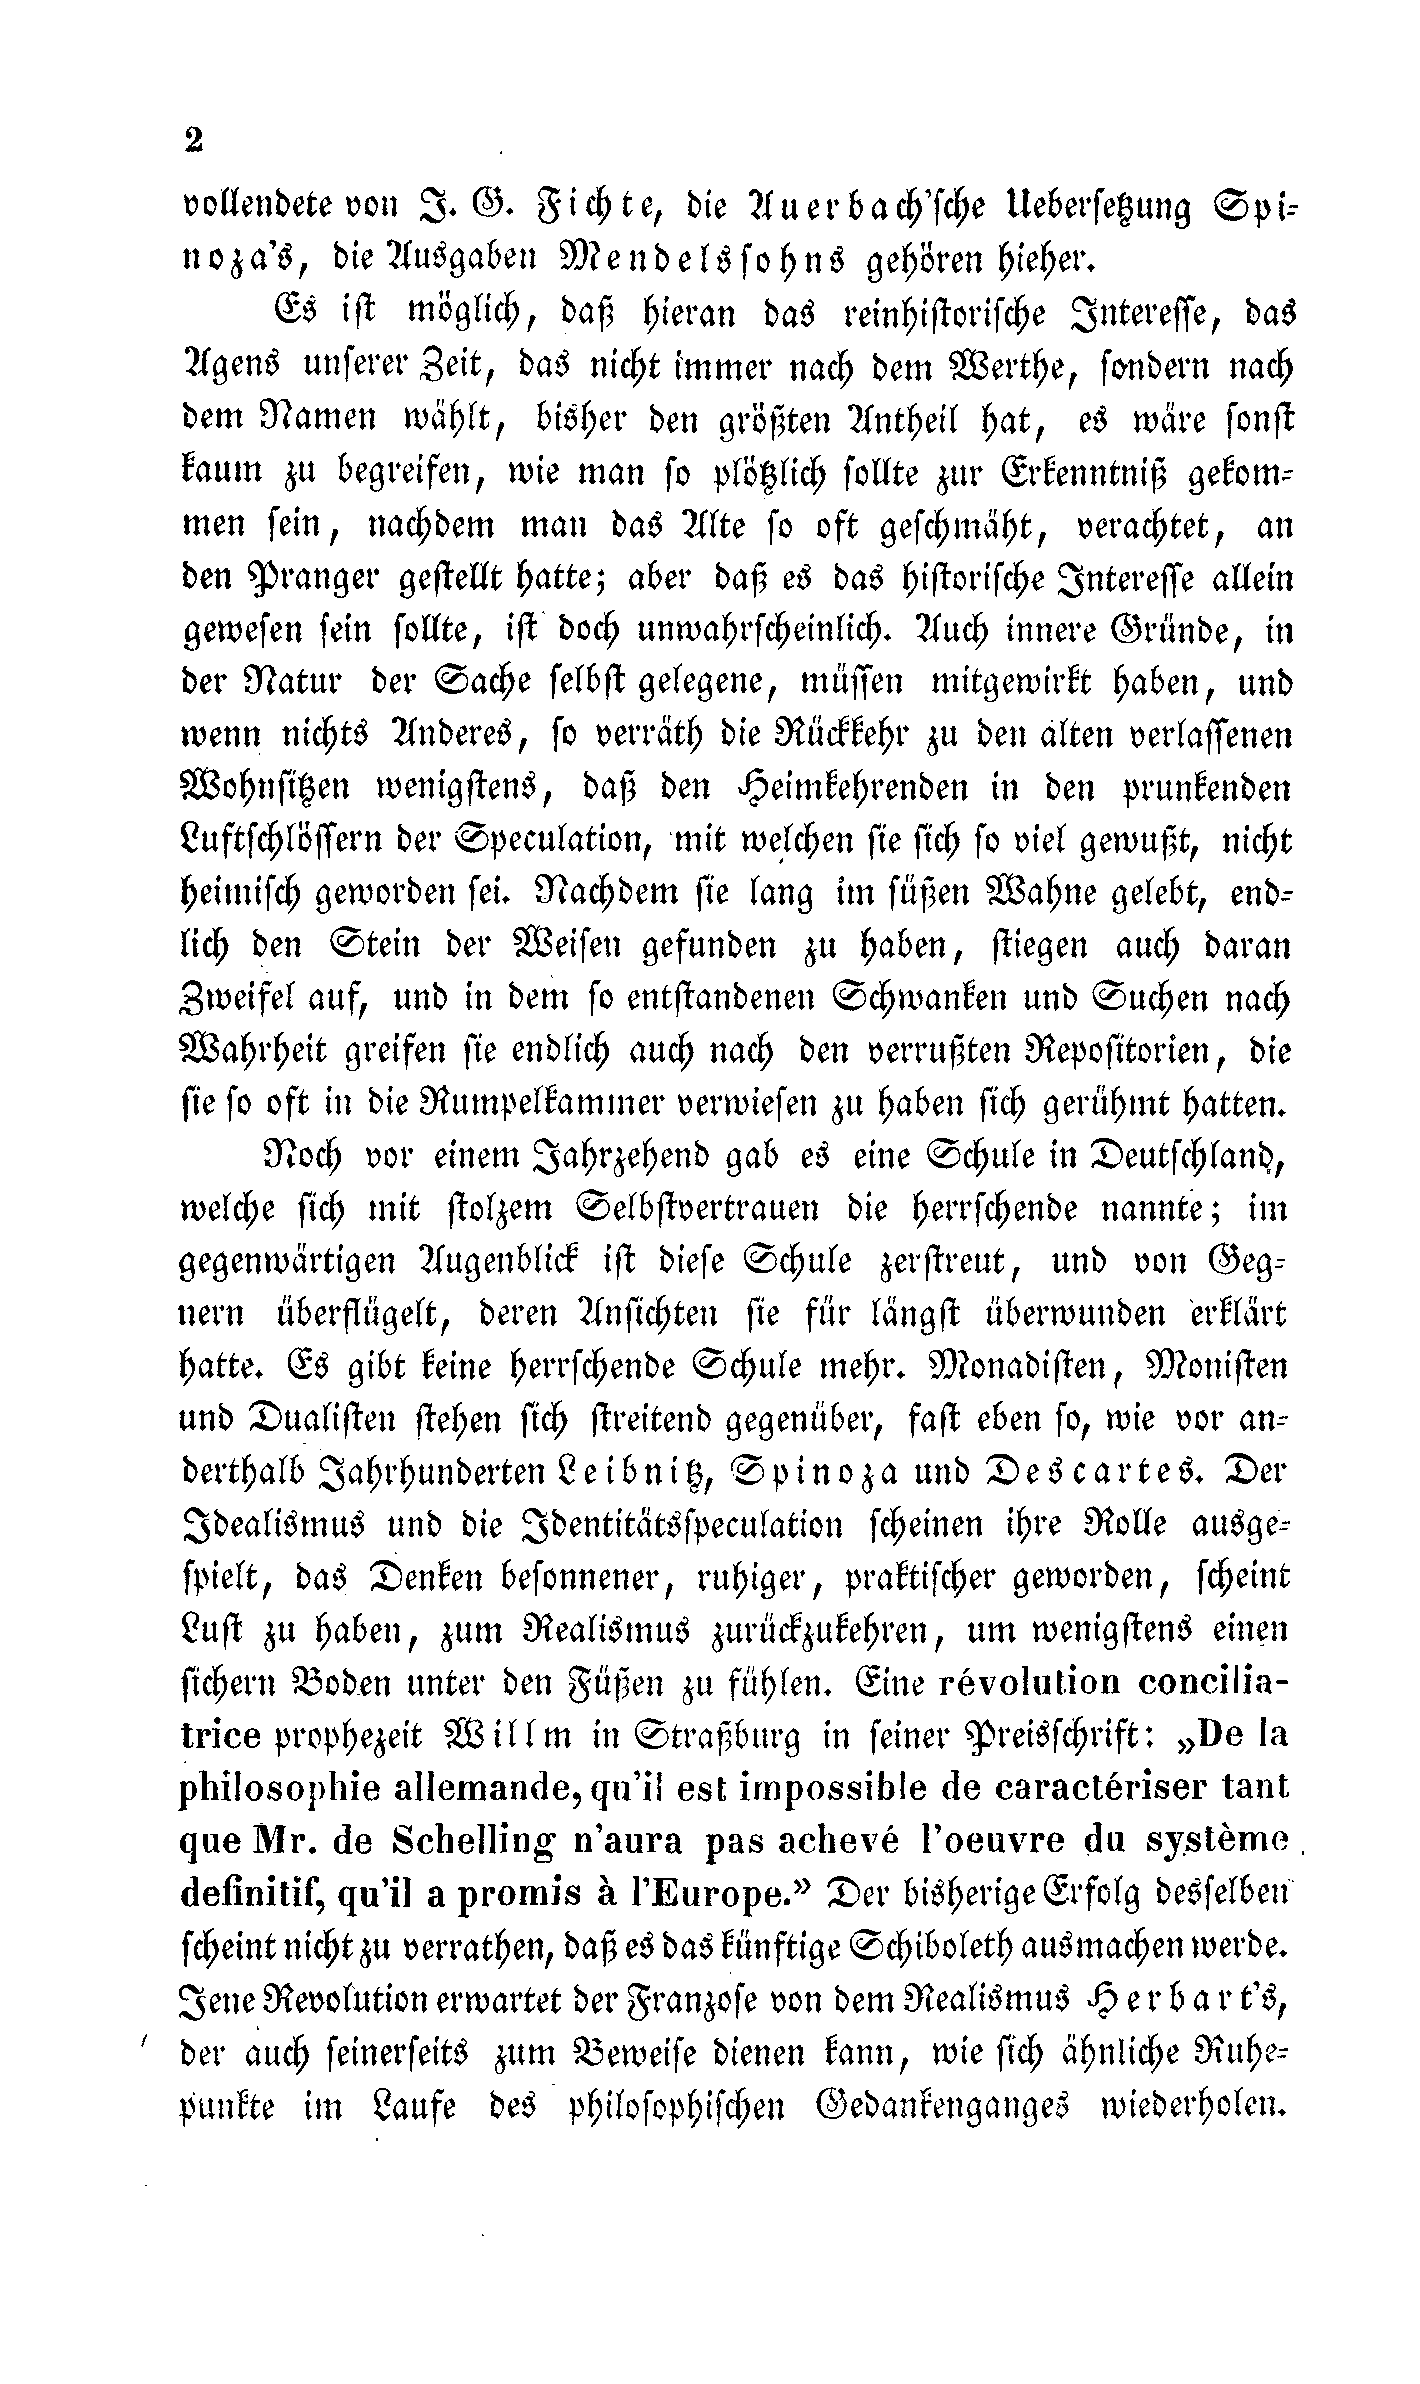 2
vollendete von J. G. Fichte, die Auerbach'sche Uebersetzung Spi-
noza's, die Ausgaben Mendelssohns gehören hieher.
Es ist möglich, daß hieran das reinhistorische Interesse, das
Agens unserer Zeit, das nicht immer nach dem Werthe, sondern nach
dem Namen wählt, bisher den größten Antheil hat, es wäre sonst
kaum zu begreifen, wie man so plötzlich sollte zur Erkenntniß gekom-
men sein, nachdem man das Alte so oft geschmäht, verachtet, an
den Pranger gestellt hatte; aber daß es das historische Interesse allein
gewesen sein sollte, ist doch unwahrscheinlich. Auch innere Gründe, in
der Natur der Sache selbst gelegene, müssen mitgewirkt haben, und
wenn nichts Anderes, so verräth die Rückkehr zu den alten verlassenen
Wohnsitzen wenigstens, daß den Heimkehrenden in den prunkenden
Luftschlössern der Speculation, mit welchen sie sich so viel gewußt, nicht
heimisch geworden sei. Nachdem sie lang im süßen Wahne gelebt, end-
lich den Stein der Weisen gefunden zu haben, stiegen auch daran
Zweifel auf, und in dem so entstandenen Schwanken und Suchen nach
Wahrheit greifen sie endlich auch nach den verrußten Repositorien, die
sie so oft in die Rumpelkammer verwiesen zu haben sich gerühmt hatten.
Noch vor einem Jahrzehend gab es eine Schule in Deutschland,
welche sich mit stolzem Selbstvertrauen die herrschende nannte; im
gegenwärtigen Augenblick ist diese Schule zerstreut, und von Geg-
nern überflügelt, deren Ansichten sie für längst überwunden erklärt
hatte. Es gibt keine herrschende Schule mehr. Monadisten, Monisten
und Dualisten stehen sich streitend gegenüber, fast eben so, wie vor an-
derthalb Jahrhunderten Leibnitz, Spinoza und Descartes. Der
Idealismus und die Identitätsspeculation scheinen ihre Rolle ausge-
spielt, das Denken besonnener, ruhiger, praktischer geworden, scheint
Lust zu haben, zum Realismus zurückzukehren, um wenigstens einen
sichern Boden unter den Füßen zu fühlen. Eine révolution concilia-
trice prophezeit Willm in Straßburg in seiner Preisschrift: „De la
philosophie allemande, qu'il est impossible de caractériser tant
que Mr. de Schelling n'aura pas achevé l'oeuvre du système
definitif, qu'il a promis à l'Europe.” Der bisherige Erfolg desselben
scheint nicht zu verrathen, daß es das künftige Schiboleth ausmachen werde.
Jene Revolution erwartet der Franzose von dem Realismus Herbart's,
der auch seinerseits zum Beweise dienen kann, wie sich ähnliche Ruhe-
punkte im Laufe des philosophischen Gedankenganges wiederholen.